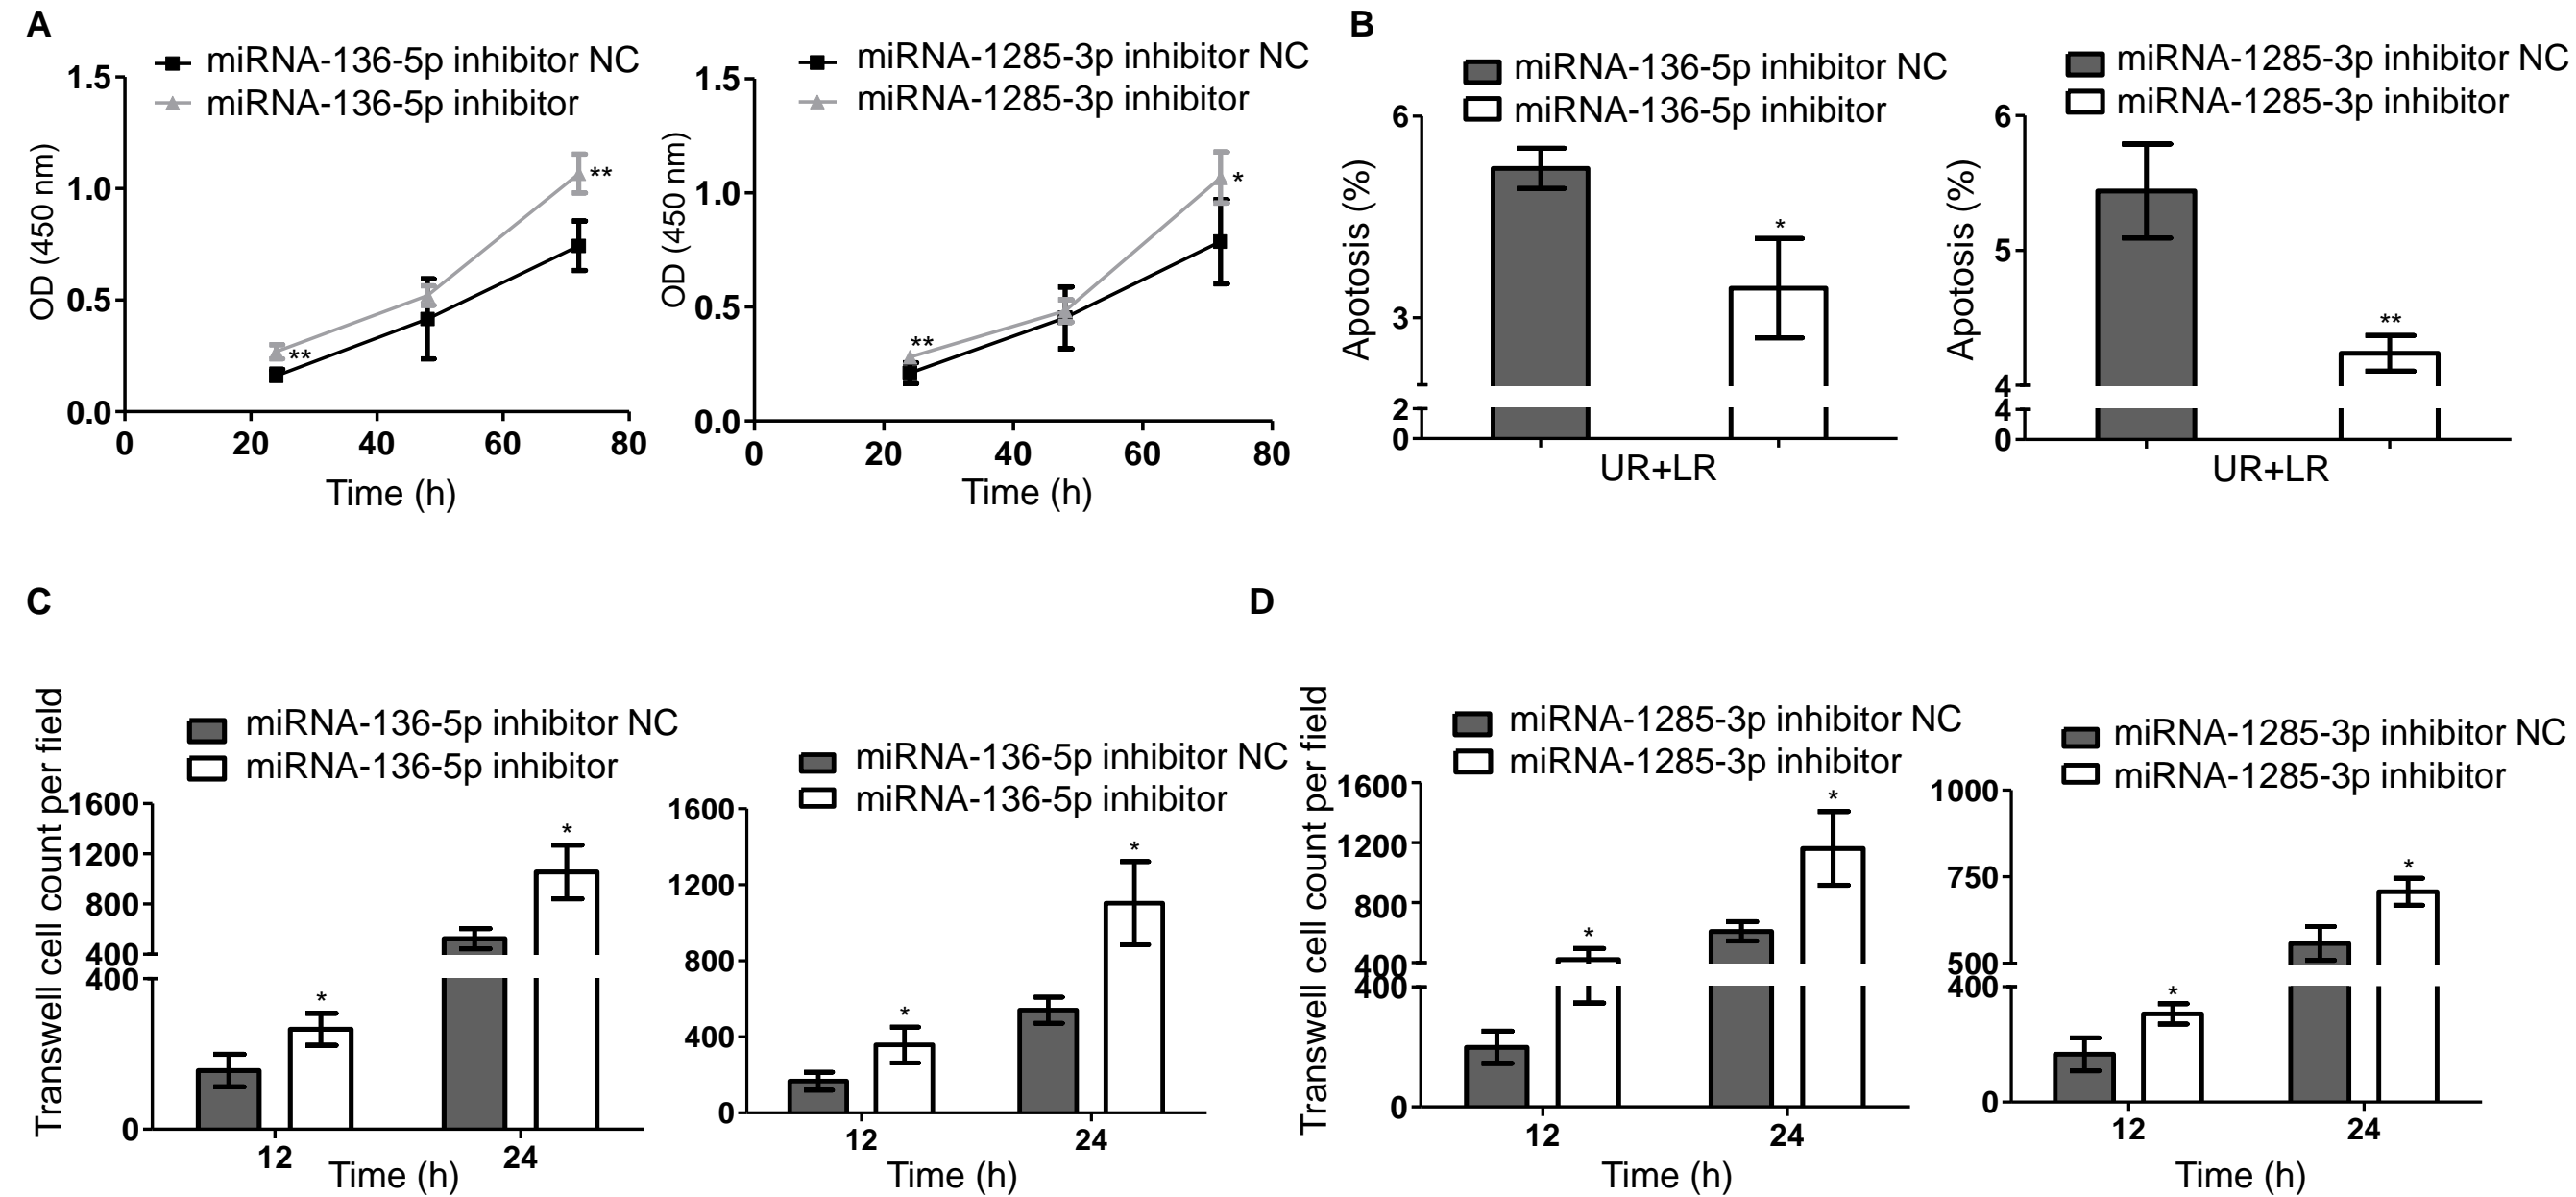 A
miRNA-136-5p inhibitor NC
miRNA-136-5p inhibitor
OD (450 nm)
1.5
1.0
0.5
0.0
**
**
0 20 40 60 80
Time (h)
miRNA-1285-3p inhibitor NC
miRNA-1285-3p inhibitor
OD (450 nm)
1.5
1.0
0.5
0.0
**
*
0 20 40 60 80
Time (h)
B
miRNA-136-5p inhibitor NC
miRNA-136-5p inhibitor
Apotosis (%)
6
3
2
0
*
UR+LR
miRNA-1285-3p inhibitor NC
miRNA-1285-3p inhibitor
Apotosis (%)
6
5
4
4
0
**
UR+LR
C
miRNA-136-5p inhibitor NC
miRNA-136-5p inhibitor
Transwell cell count per field
1600
1200
800
400
400
0
*
*
12 24
Time (h)
miRNA-136-5p inhibitor NC
miRNA-136-5p inhibitor
1600
1200
800
400
0
*
*
12 24
Time (h)
D
miRNA-1285-3p inhibitor NC
miRNA-1285-3p inhibitor
Transwell cell count per field
1600
1200
800
400
400
0
*
*
12 24
Time (h)
miRNA-1285-3p inhibitor NC
miRNA-1285-3p inhibitor
1000
750
500
400
0
*
*
12 24
Time (h)